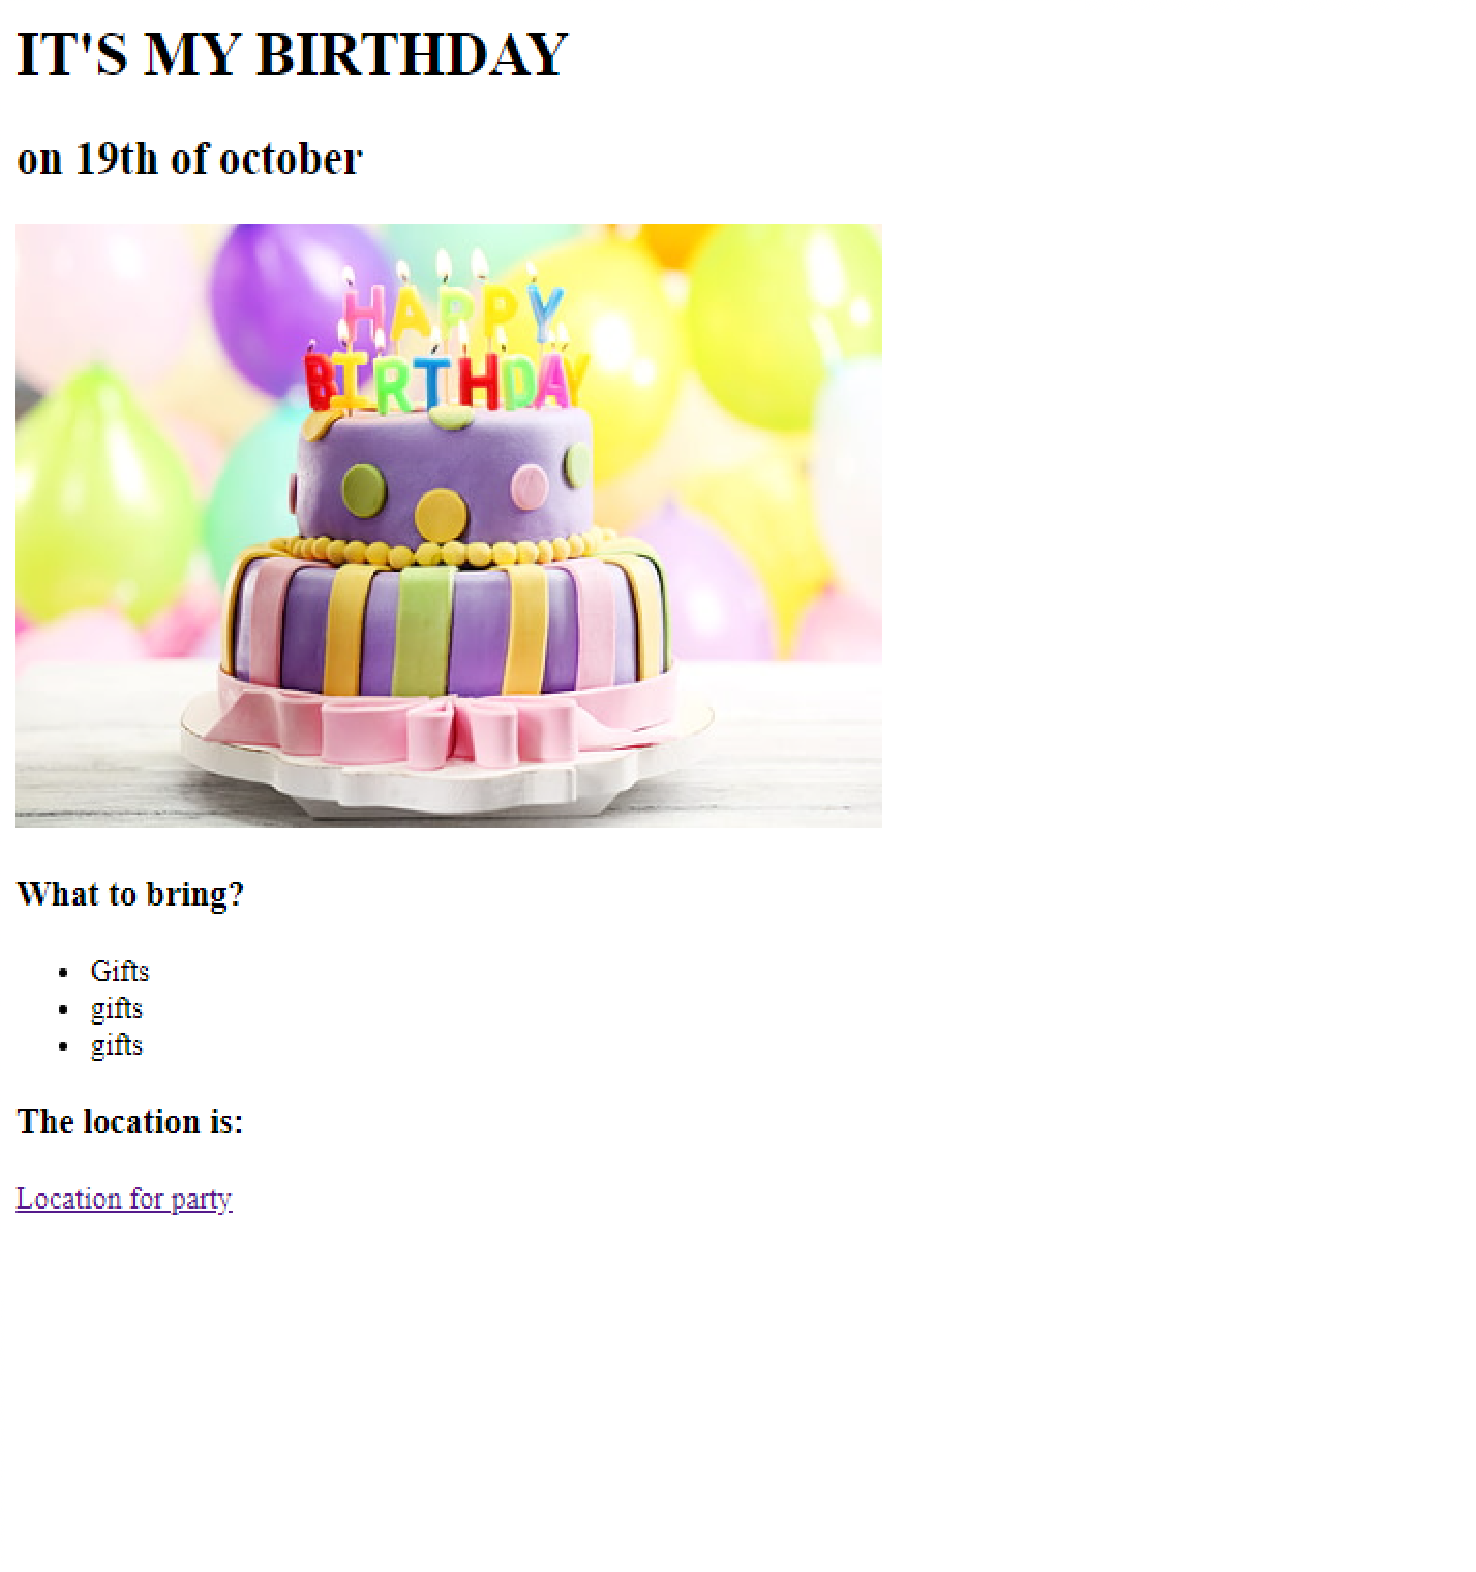 IT'S MY BIRTHDAY
on 19th of october
HAPPY
BIRTHDAY
What to bring?
Gifts
gifts
gifts
The location is:
Location for party